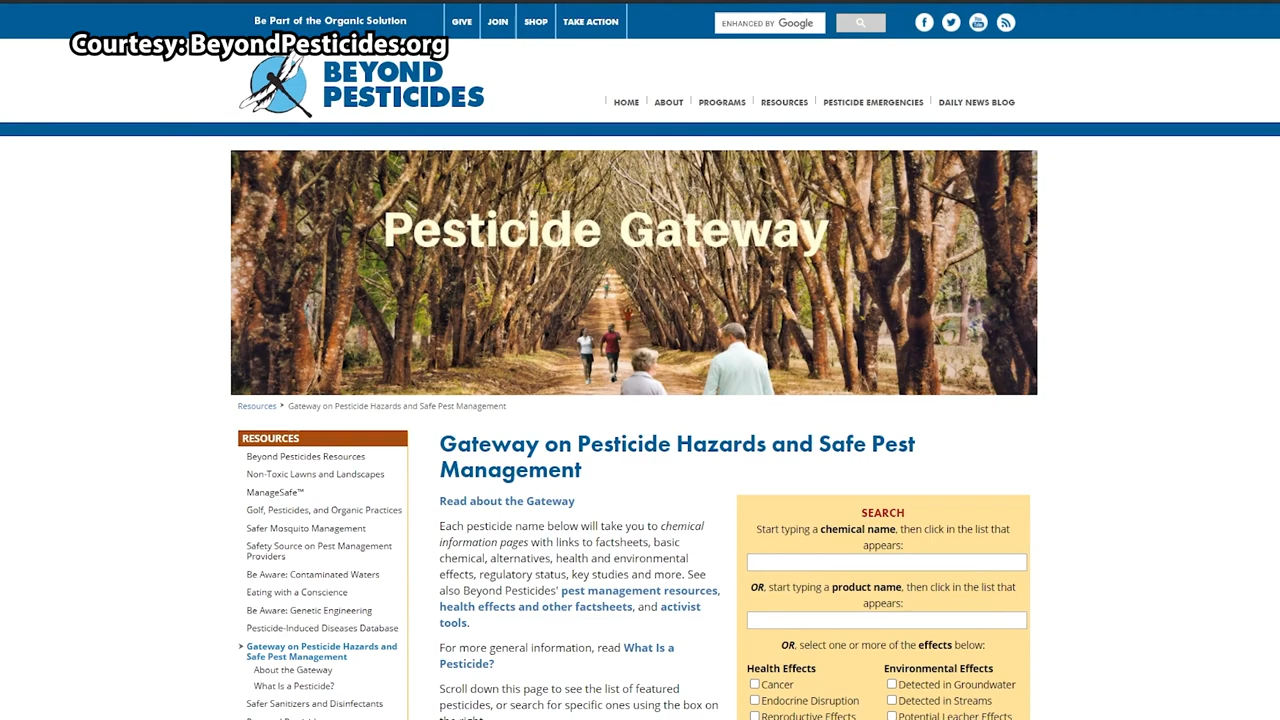 Be Part of the Organic Solution
GIVE
JOIN
SHOP
TAKE ACTION
ENHANCED BY Google
Courtesy: BeyondPesticides.org
BEYOND
PESTICIDES
HOME
ABOUT
PROGRAMS
RESOURCES
PESTICIDE EMERGENCIES
DAILY NEWS BLOG
Pesticide Gateway
Resources > Gateway on Pesticide Hazards and Safe Pest Management
RESOURCES
Beyond Pesticides Resources
Non-Toxic Lawns and Landscapes
ManageSafe™
Golf, Pesticides, and Organic Practices
Safer Mosquito Management
Safety Source on Pest Management
Providers
Be Aware: Contaminated Waters
Eating with a Conscience
Be Aware: Genetic Engineering
Pesticide-Induced Diseases Database
Gateway on Pesticide Hazards and
Safe Pest Management
About the Gateway
What Is a Pesticide?
Safer Sanitizers and Disinfectants
Gateway on Pesticide Hazards and Safe Pest
Management
Read about the Gateway
Each pesticide name below will take you to chemical
information pages with links to factsheets, basic
chemical, alternatives, health and environmental
effects, regulatory status, key studies and more. See
also Beyond Pesticides' pest management resources,
health effects and other factsheets, and activist
tools.
For more general information, read What Is a
Pesticide?
Scroll down this page to see the list of featured
pesticides, or search for specific ones using the box on
the right.
SEARCH
Start typing a chemical name, then click in the list that
appears:
OR, start typing a product name, then click in the list that
appears:
OR, select one or more of the effects below:
Health Effects
Cancer
Endocrine Disruption
Reproductive Effects
Environmental Effects
Detected in Groundwater
Detected in Streams
Potential Leacher Effects